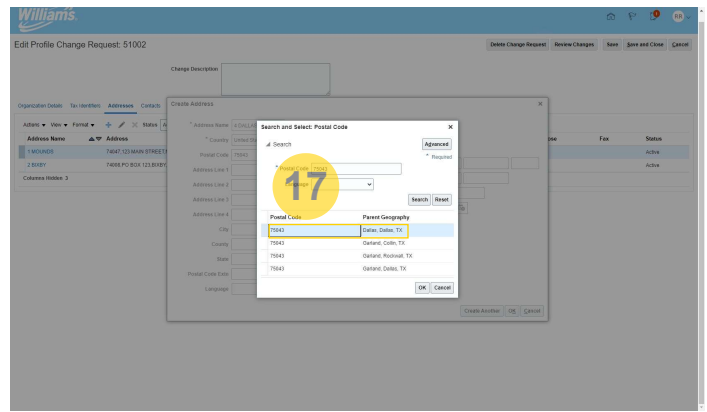 Williams.
RR
Edit Profile Change Request: 51002
Delete Change Request Review Changes Save Save and Close Cancel
Change Description
Organization Details Tax Identifiers Addresses Contacts
Create Address
Actions View Format Status
Address Name Address Fax Status
1 MOUNDS 74047,123 MAIN STREET, Active
2 BIXBY 74008,PO BOX 123,BIXBY Active
Columns Hidden 3
* Address Name
* Country United Sta
Postal Code 75043
Address Line 1
Address Line 2
Address Line 3
Address Line 4
City
County
State
Postal Code Extn
Language
Create Another OK Cancel
Search and Select: Postal Code
Search Advanced
* Required
* Postal Code 75043
Language
17
Search Reset
Postal Code Parent Geography
75043 Dallas, Dallas, TX
75043 Garland, Collin, TX
75043 Garland, Rockwall, TX
75043 Garland, Dallas, TX
OK Cancel